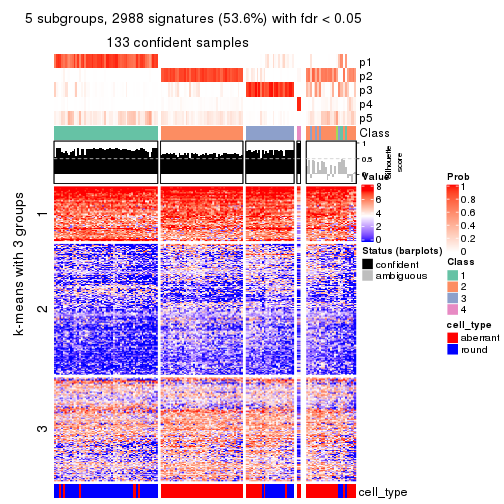 5 subgroups, 2988 signatures (53.6%) with fdr < 0.05
133 confident samples
p1
p2
p3
p4
p5
Class
1
0.5
0
Silhouette
score
k-means with 3 groups
1
2
3
cell_type
Value
8
6
4
2
0
Status (barplots)
confident
ambiguous
Prob
1
0.8
0.6
0.4
0.2
0
Class
1
2
3
4
cell_type
aberrant
round